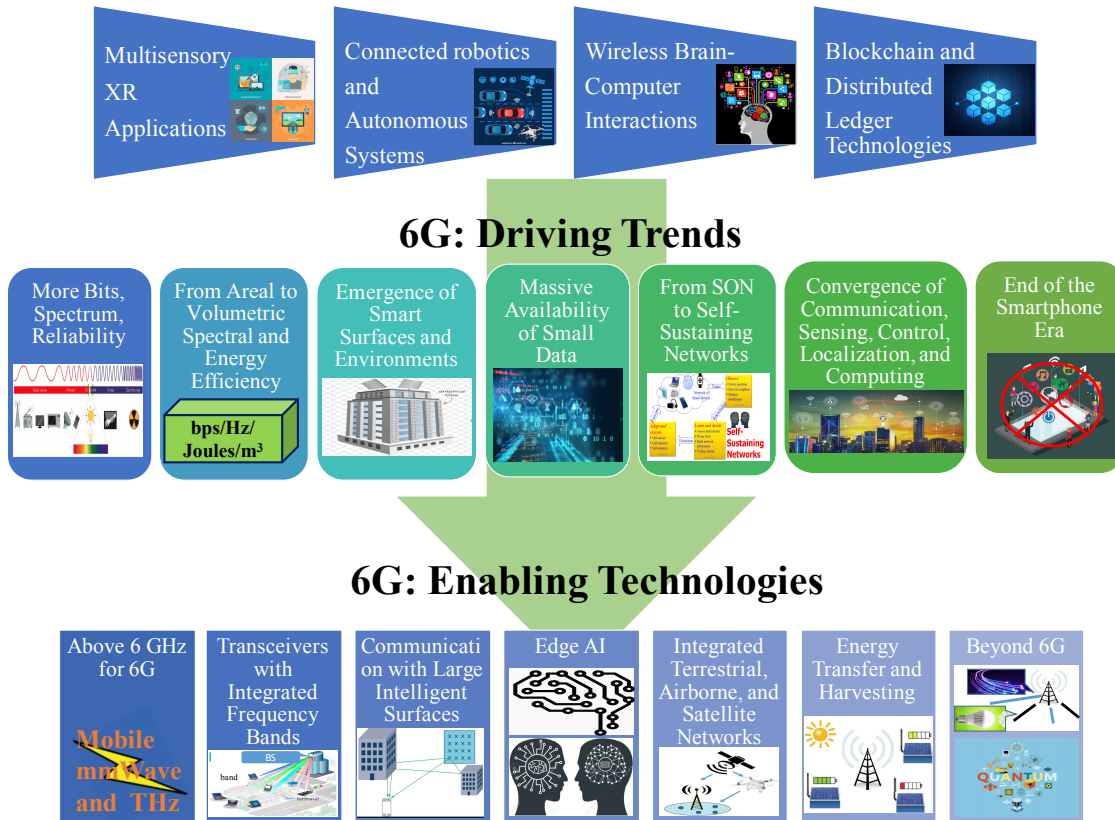 Multisensory
XR
Applications
Connected robotics
and
Autonomous
Systems
Wireless Brain-
Computer
Interactions
Blockchain and
Distributed
Ledger
Technologies
6G: Driving Trends
More Bits,
Spectrum,
Reliability
From Areal to
Volumetric
Spectral and
Energy
Efficiency
bps/Hz/
Joules/m³
Emergence of
Smart
Surfaces and
Environments
Massive
Availability
of Small
Data
From SON
to Self-
Sustaining
Networks
Self-
Sustaining
Networks
Convergence of
Communication,
Sensing, Control,
Localization, and
Computing
End of the
Smartphone
Era
6G: Enabling Technologies
Above 6 GHz
for 6G
Mobile
mmWave
and THz
Transceivers
with
Integrated
Frequency
Bands
BS
band
Communicati
on with Large
Intelligent
Surfaces
Edge AI
Integrated
Terrestrial,
Airborne, and
Satellite
Networks
Energy
Transfer and
Harvesting
Beyond 6G
QUANTUM